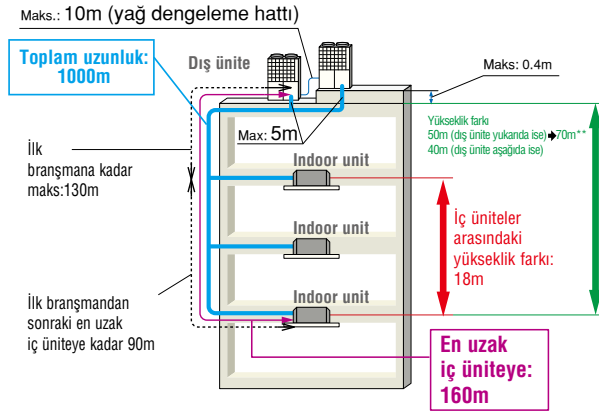 Maks.: 10m (yağ dengeleme hattı)
Toplam uzunluk:
1000m
Dış ünite
Maks: 0.4m
Max: 5m
Yükseklik farkı
50m (dış ünite yukarıda ise) 70m**
40m (dış ünite aşağıda ise)
İlk
branşmana kadar
maks:130m
Indoor unit
Indoor unit
İç üniteler
arasındaki
yükseklik farkı:
18m
Indoor unit
İlk branşmandan
sonraki en uzak
iç üniteye kadar 90m
En uzak
iç üniteye:
160m